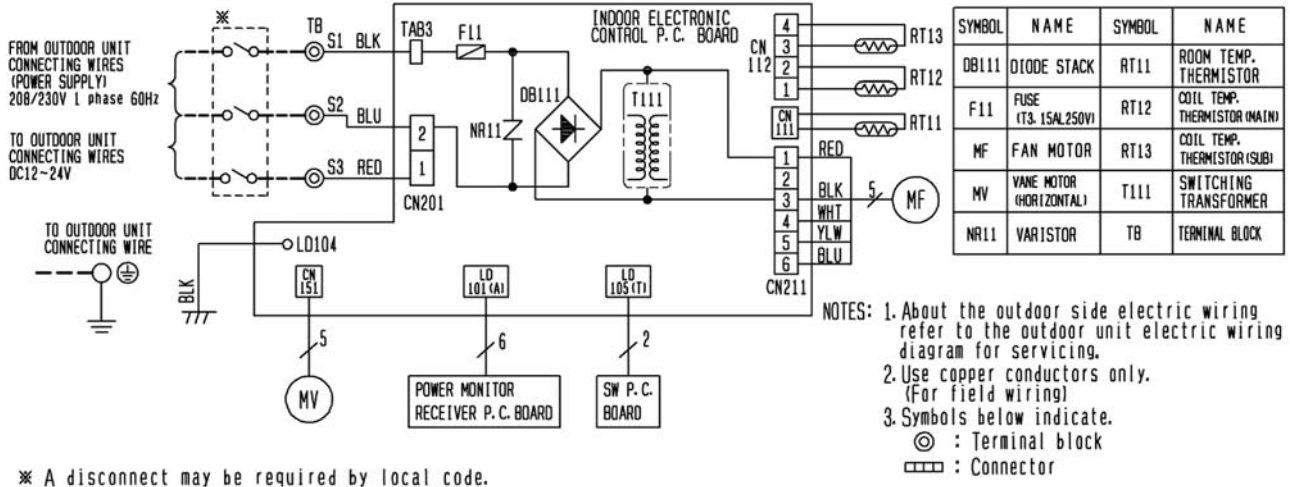 ※
FROM OUTDOOR UNIT
CONNECTING WIRES
(POWER SUPPLY)
208/230V 1 phase 60Hz
TO OUTDOOR UNIT
CONNECTING WIRES
DC12~24V
TB
S1 BLK
S2
BLU
S3 RED
TAB3
F11
2
1
CN201
NR11
DB111
T111
INDOOR ELECTRONIC
CONTROL P.C. BOARD
CN
112
4
3
2
1
RT13
RT12
CN
111
RT11
1
2
3
4
5
6
CN211
RED
BLK
WHT
YLW
BLU
5
MF
TO OUTDOOR UNIT
CONNECTING WIRE
BLK
LD104
CN
151
5
MV
LD
101(A)
6
POWER MONITOR
RECEIVER P.C. BOARD
LD
105(T)
2
SW P.C.
BOARD
SYMBOL NAME SYMBOL NAME
DB111 DIODE STACK RT11 ROOM TEMP.
THERMISTOR
F11 FUSE
(T3.15AL250V) RT12 COIL TEMP.
THERMISTOR(MAIN)
MF FAN MOTOR RT13 COIL TEMP.
THERMISTOR(SUB)
MV VANE MOTOR
(HORIZONTAL) T111 SWITCHING
TRANSFORMER
NR11 VARISTOR TB TERMINAL BLOCK
NOTES: 1. About the outdoor side electric wiring
refer to the outdoor unit electric wiring
diagram for servicing.
2. Use copper conductors only.
(For field wiring)
3. Symbols below indicate.
◎ : Terminal block
: Connector
※ A disconnect may be required by local code.